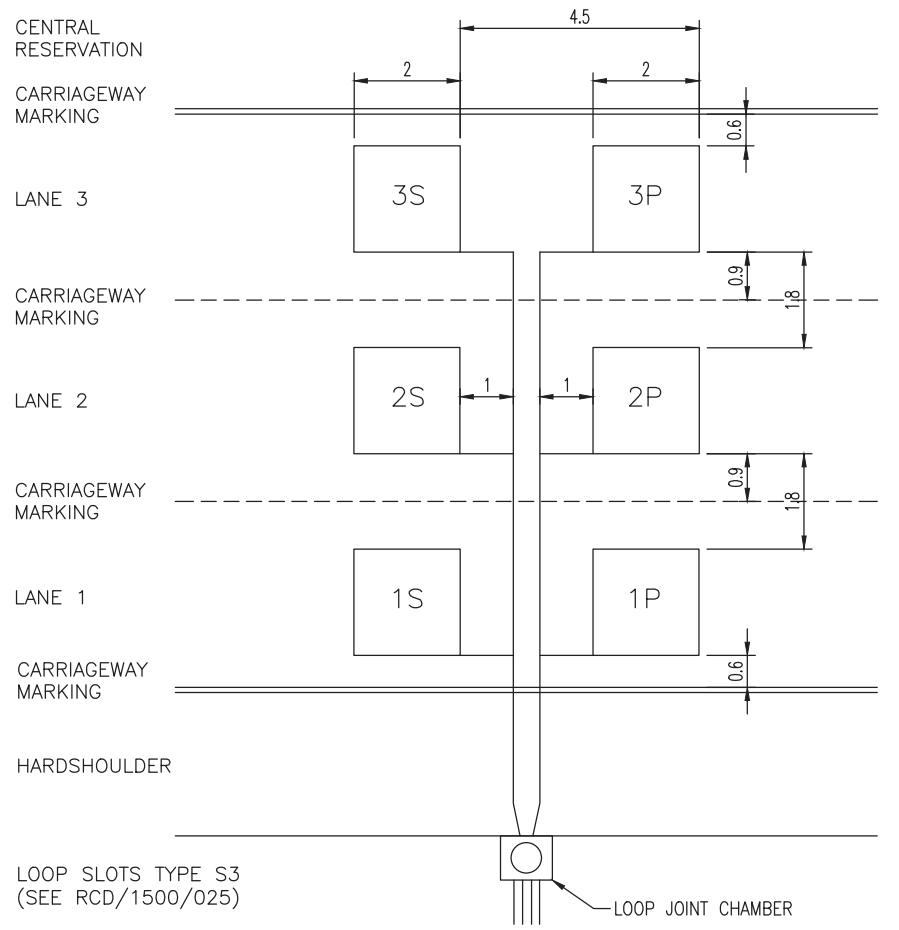 CENTRAL
RESERVATION
4.5
2
2
CARRIAGEWAY
MARKING
0.6
LANE 3
3S
3P
0.9
1.8
CARRIAGEWAY
MARKING
LANE 2
2S
1
1
2P
0.9
1.8
CARRIAGEWAY
MARKING
LANE 1
1S
1P
0.6
CARRIAGEWAY
MARKING
HARDSHOULDER
LOOP SLOTS TYPE S3
(SEE RCD/1500/025)
LOOP JOINT CHAMBER